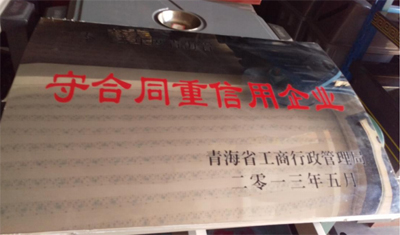 守合同重信用企业
青海省工商行政管理局
二零一三年五月